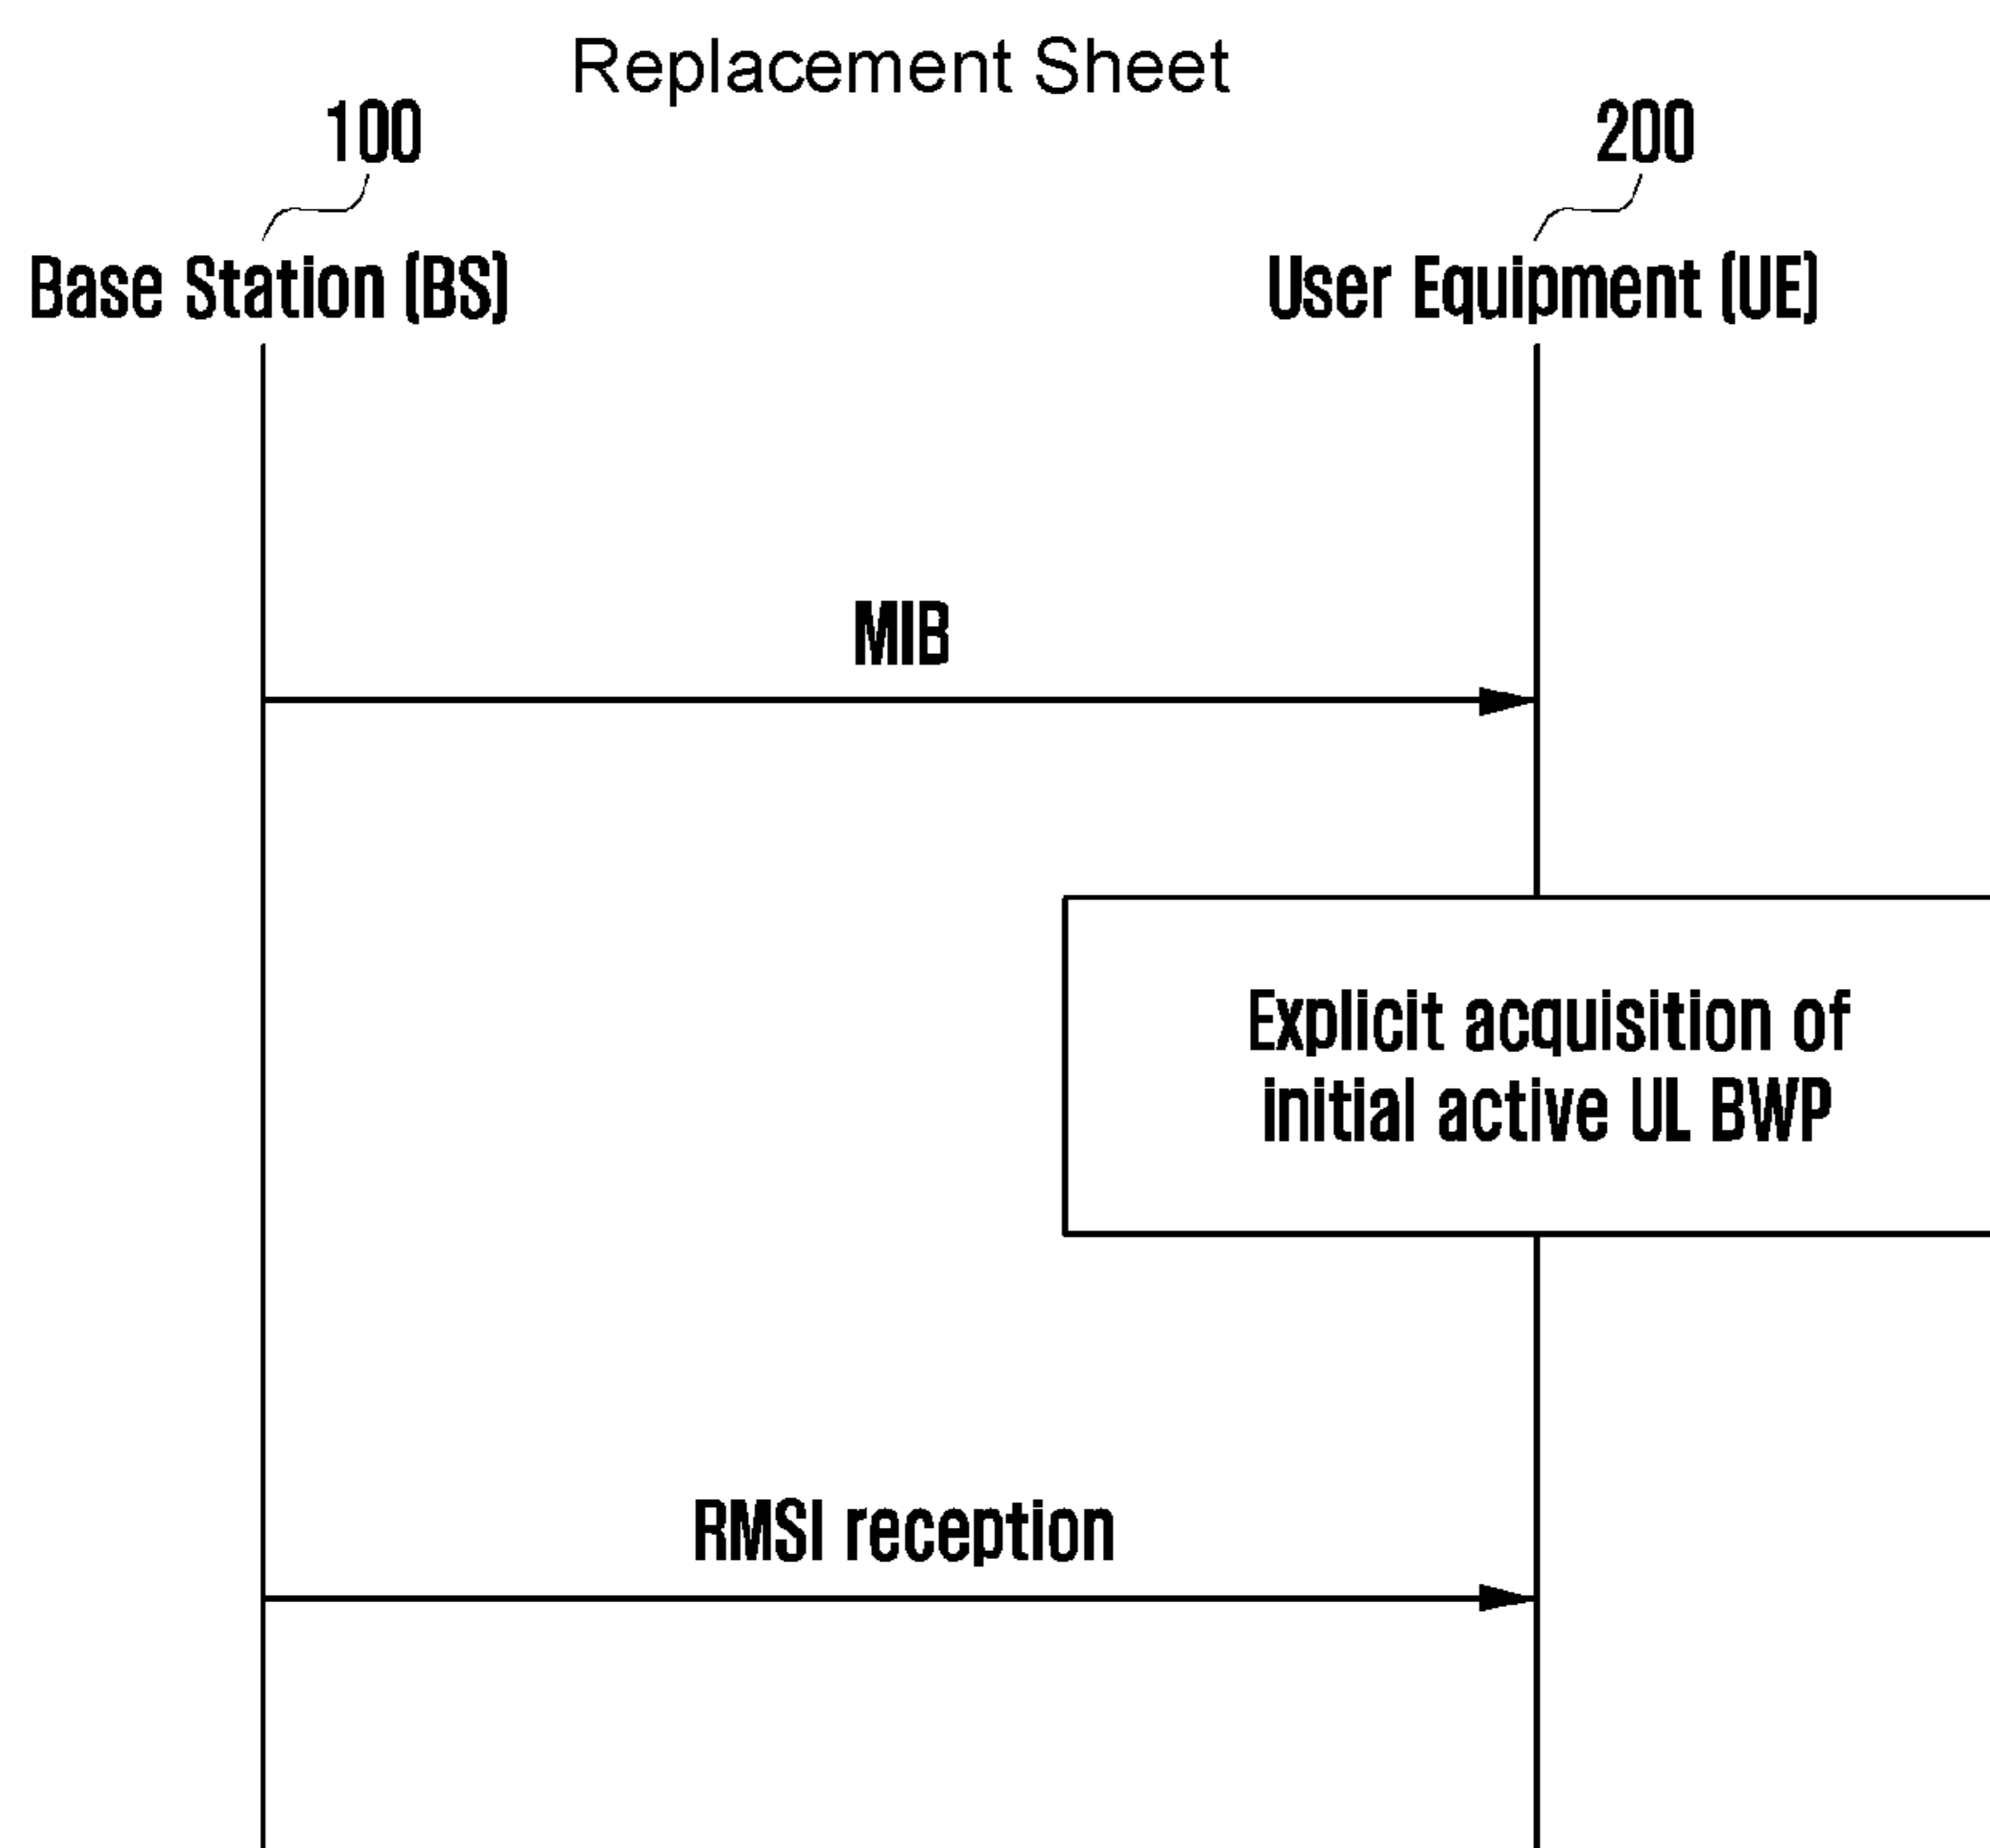 Replacement Sheet
100
200
Base Station (BS)
User Equipment (UE)
MIB
Explicit acquisition of
initial active UL BWP
RMSI reception